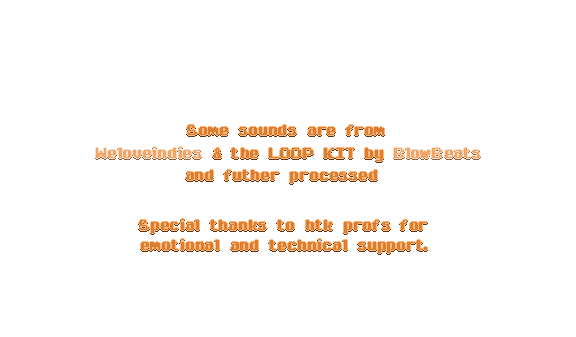 Some sounds are from
Weloveindies & the LOOP KIT by BlowBeats
and futher processed
Special thanks to htk profs for
emotional and technical support.